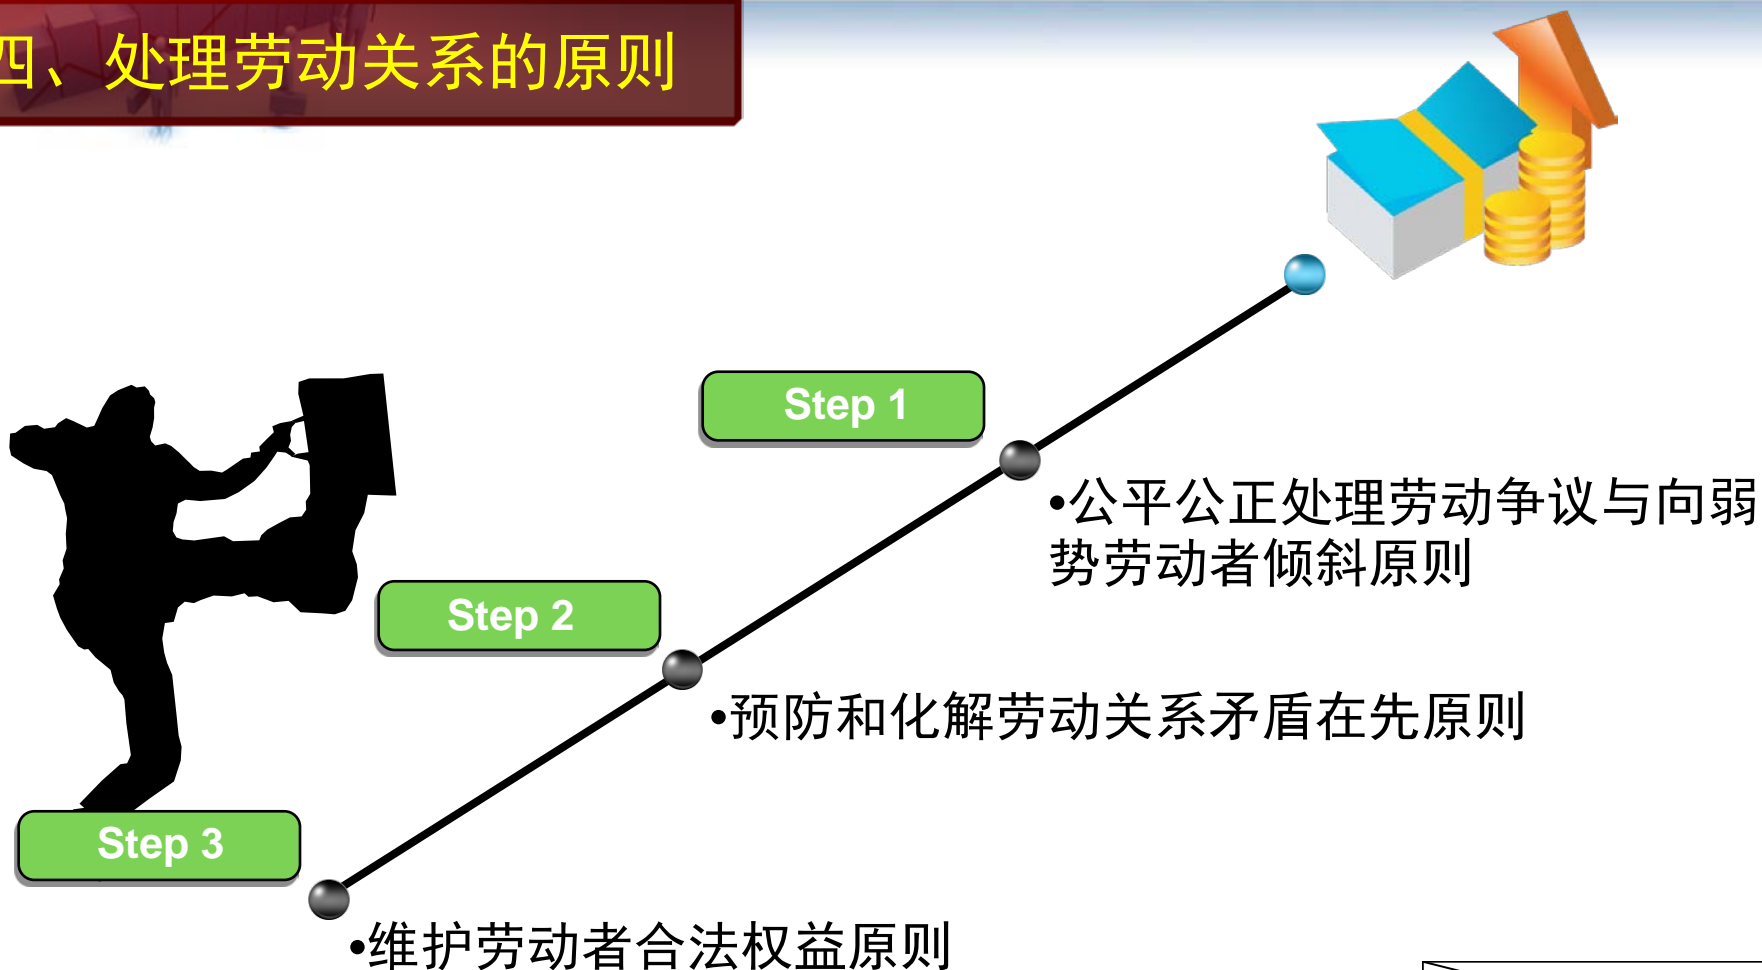 四、处理劳动关系的原则
Step 1
•公平公正处理劳动争议与向弱
势劳动者倾斜原则
Step 2
•预防和化解劳动关系矛盾在先原则
Step 3
•维护劳动者合法权益原则